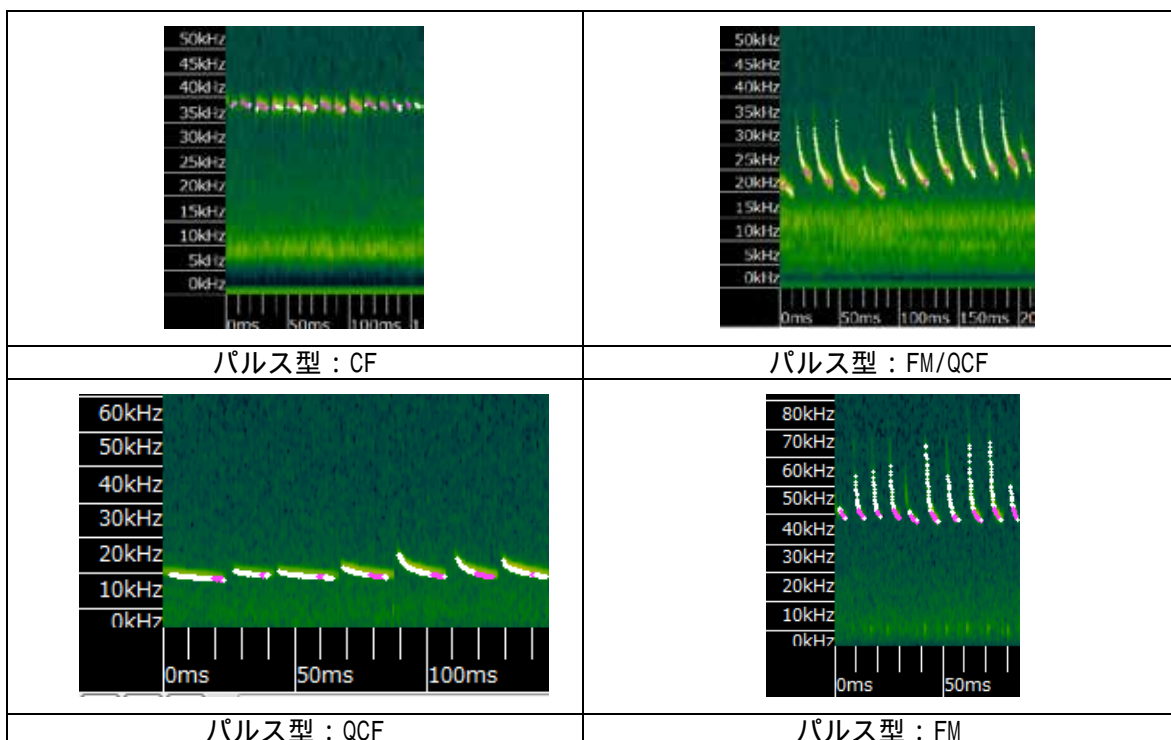 50kHz
45kHz
40kHz
35kHz
30kHz
25kHz
20kHz
15kHz
10kHz
5kHz
0kHz
0ms 50ms 100ms 1
パルス型：CF
50kHz
45kHz
40kHz
35kHz
30kHz
25kHz
20kHz
15kHz
10kHz
5kHz
0kHz
0ms 50ms 100ms 150ms 20
パルス型：FM/QCF
60kHz
50kHz
40kHz
30kHz
20kHz
10kHz
0kHz
0ms 50ms 100ms
パルス型：QCF
80kHz
70kHz
60kHz
50kHz
40kHz
30kHz
20kHz
10kHz
0kHz
0ms 50ms
パルス型：FM